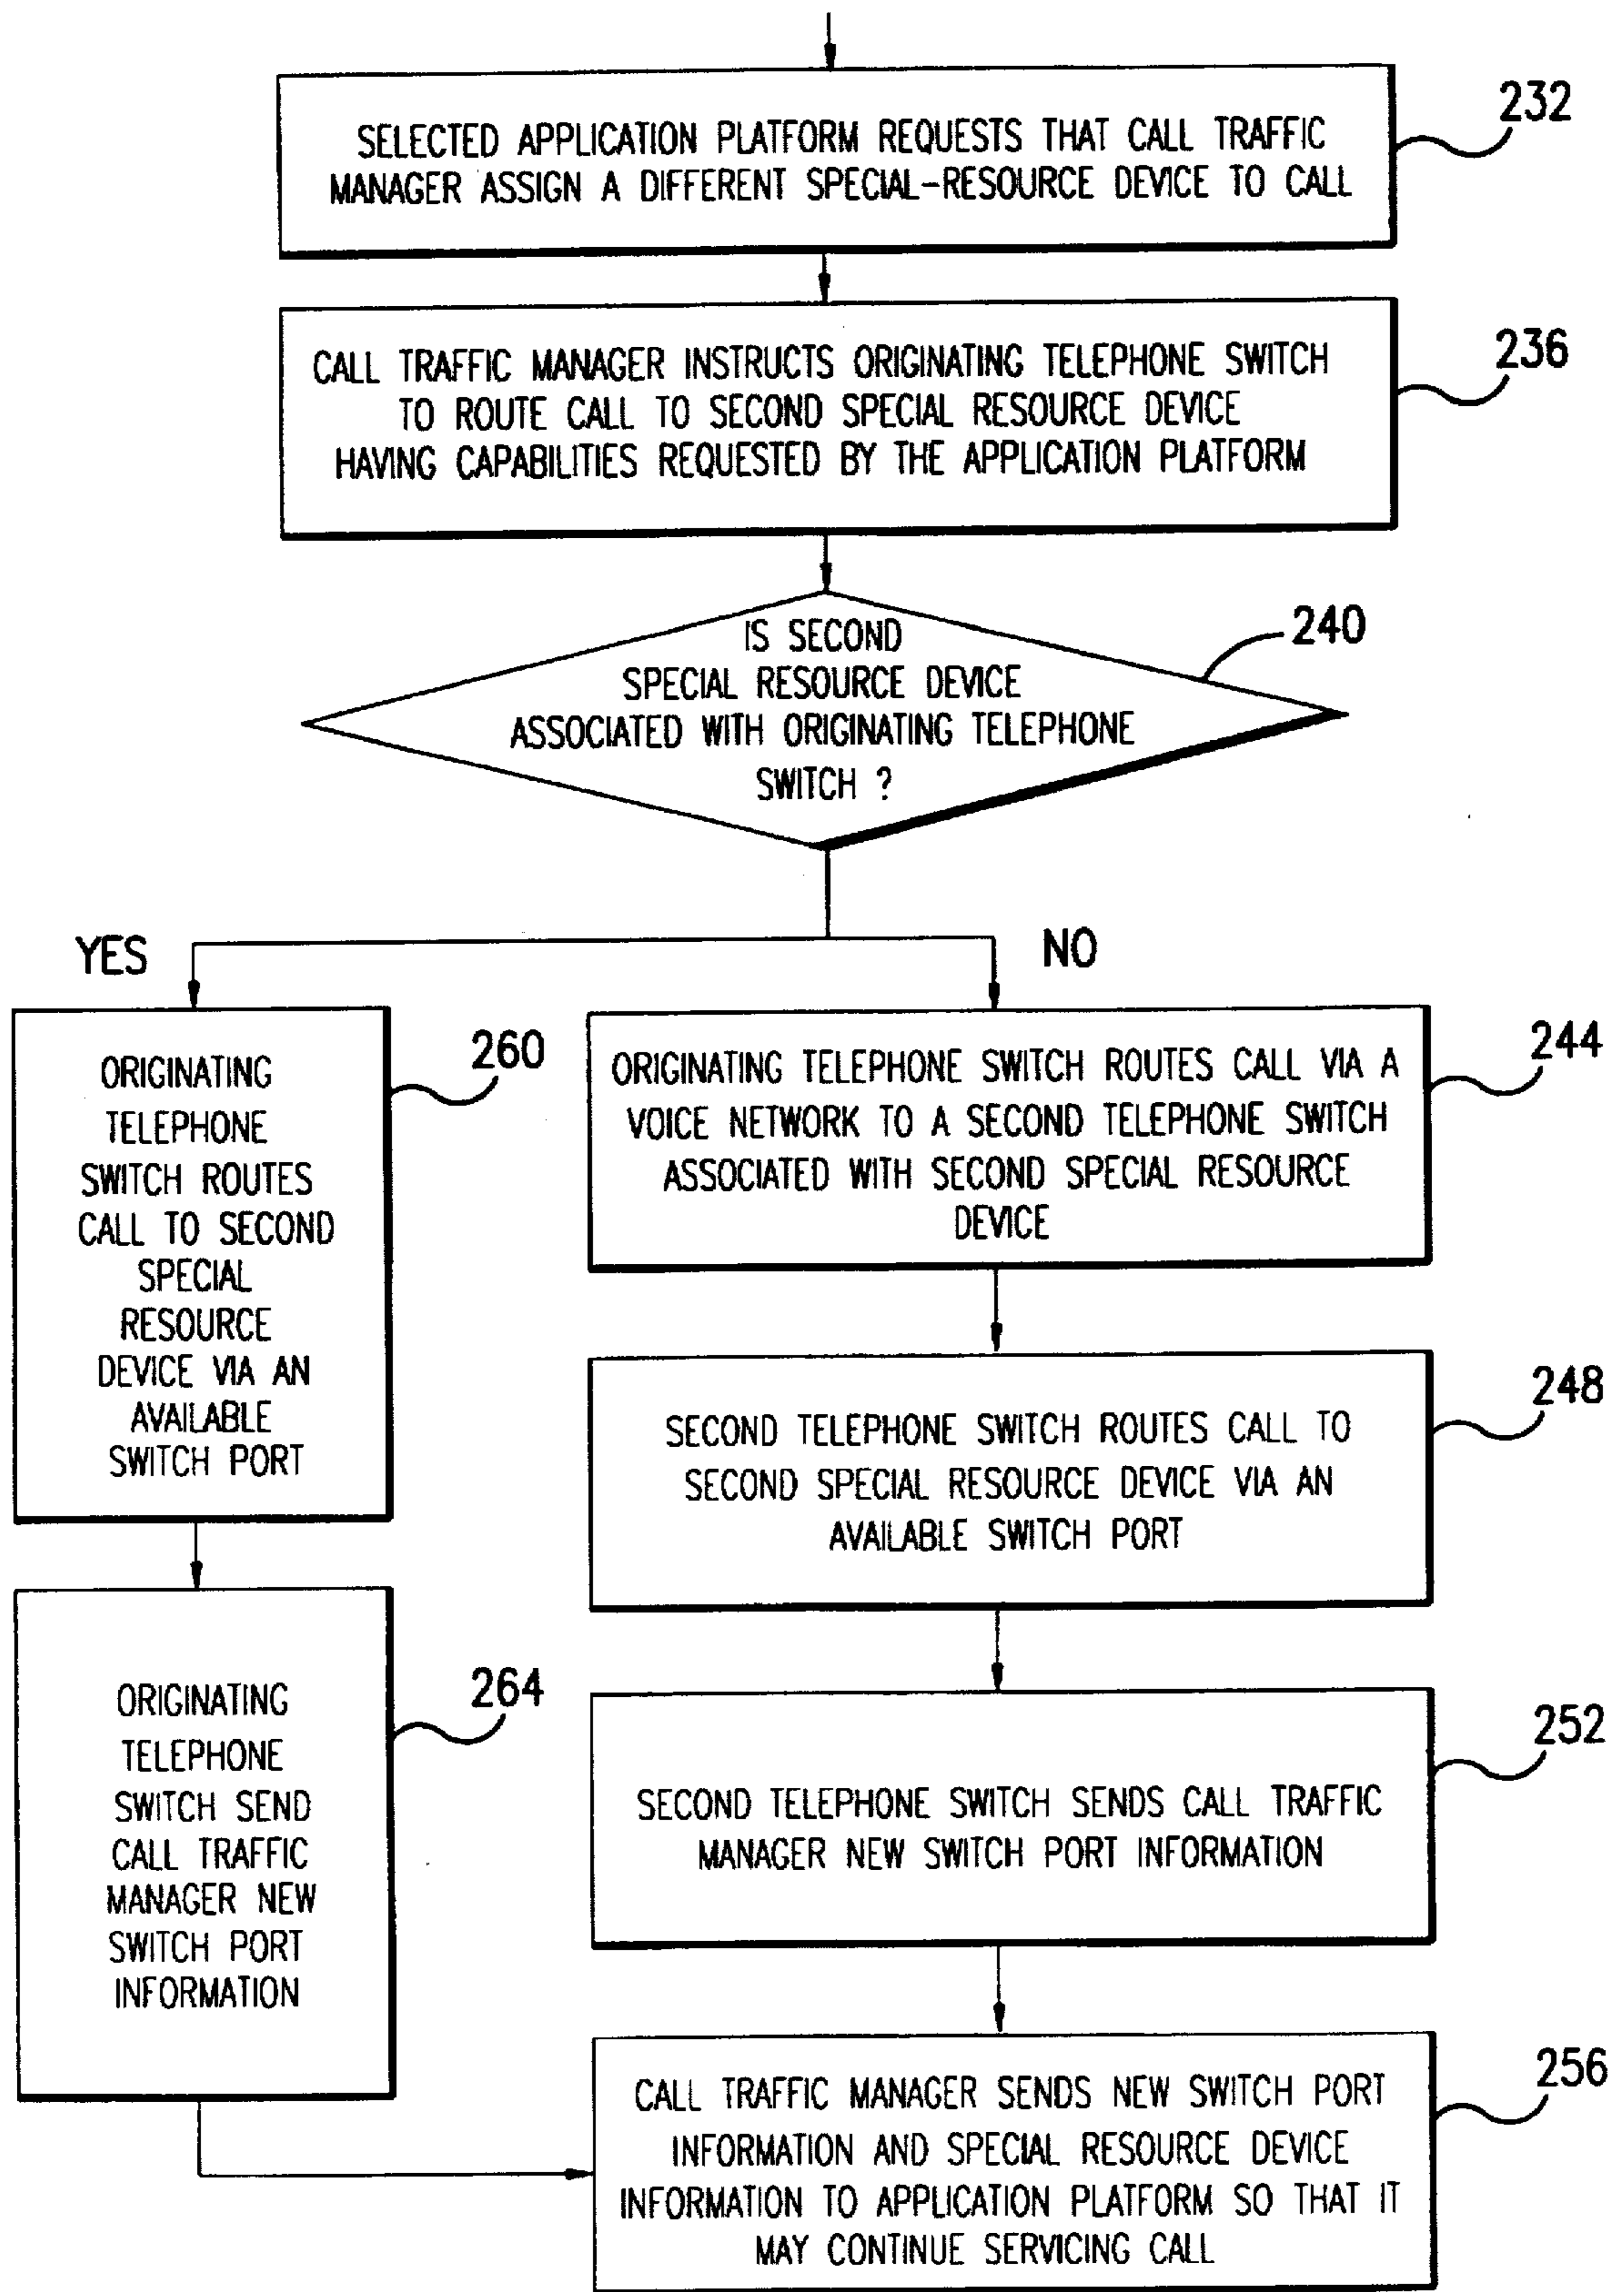 SELECTED APPLICATION PLATFORM REQUESTS THAT CALL TRAFFIC
MANAGER ASSIGN A DIFFERENT SPECIAL-RESOURCE DEVICE TO CALL
232
CALL TRAFFIC MANAGER INSTRUCTS ORIGINATING TELEPHONE SWITCH
TO ROUTE CALL TO SECOND SPECIAL RESOURCE DEVICE
HAVING CAPABILITIES REQUESTED BY THE APPLICATION PLATFORM
236
IS SECOND
SPECIAL RESOURCE DEVICE
ASSOCIATED WITH ORIGINATING TELEPHONE
SWITCH ?
240
YES
NO
ORIGINATING
TELEPHONE
SWITCH ROUTES
CALL TO SECOND
SPECIAL
RESOURCE
DEVICE VIA AN
AVAILABLE
SWITCH PORT
260
ORIGINATING TELEPHONE SWITCH ROUTES CALL VIA A
VOICE NETWORK TO A SECOND TELEPHONE SWITCH
ASSOCIATED WITH SECOND SPECIAL RESOURCE
DEVICE
244
SECOND TELEPHONE SWITCH ROUTES CALL TO
SECOND SPECIAL RESOURCE DEVICE VIA AN
AVAILABLE SWITCH PORT
248
ORIGINATING
TELEPHONE
SWITCH SEND
CALL TRAFFIC
MANAGER NEW
SWITCH PORT
INFORMATION
264
SECOND TELEPHONE SWITCH SENDS CALL TRAFFIC
MANAGER NEW SWITCH PORT INFORMATION
252
CALL TRAFFIC MANAGER SENDS NEW SWITCH PORT
INFORMATION AND SPECIAL RESOURCE DEVICE
INFORMATION TO APPLICATION PLATFORM SO THAT IT
MAY CONTINUE SERVICING CALL
256